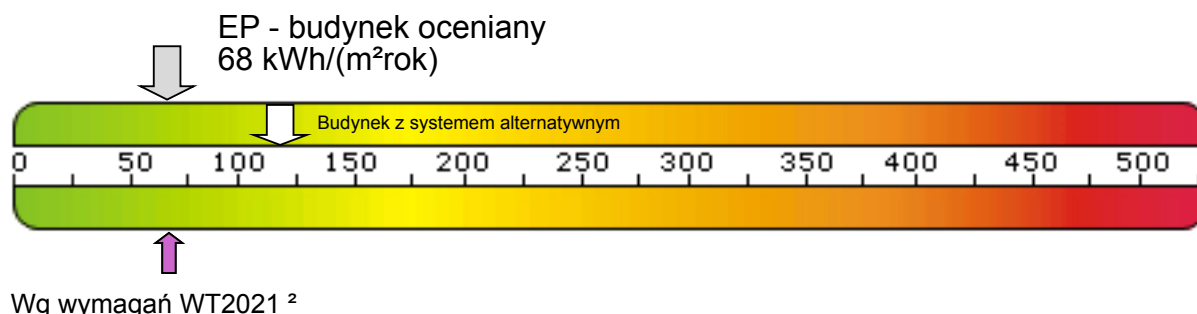 EP - budynek oceniany
68 kWh/(m²rok)
Budynek z systemem alternatywnym
0 50 100 150 200 250 300 350 400 450 500
Wg wymagań WT2021 ²